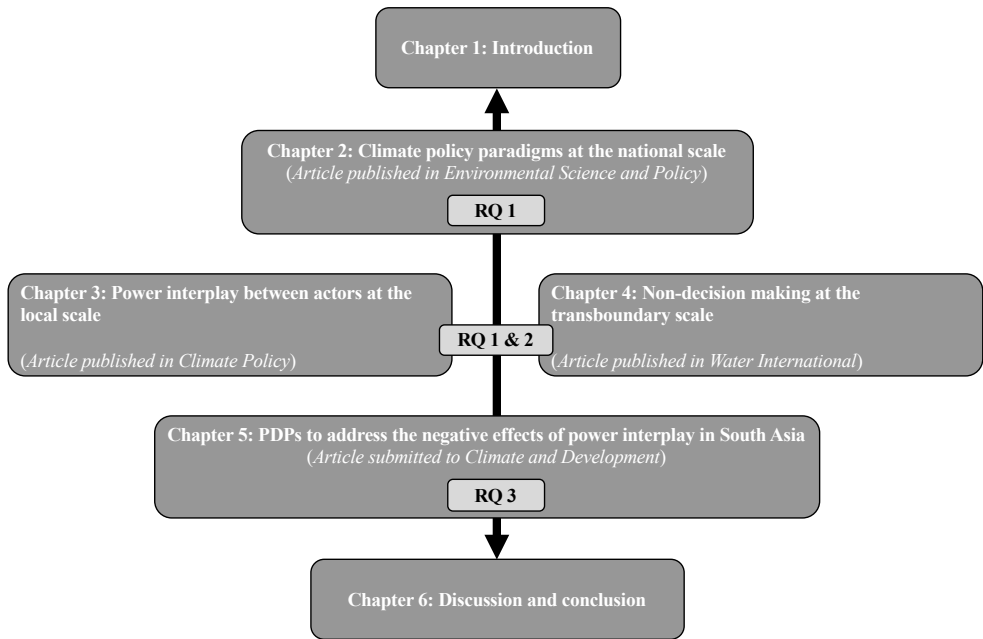 Chapter 1: Introduction
Chapter 2: Climate policy paradigms at the national scale
(Article published in Environmental Science and Policy)
RQ 1
Chapter 3: Power interplay between actors at the
local scale
(Article published in Climate Policy)
RQ 1 & 2
Chapter 4: Non-decision making at the
transboundary scale
(Article published in Water International)
Chapter 5: PDPs to address the negative effects of power interplay in South Asia
(Article submitted to Climate and Development)
RQ 3
Chapter 6: Discussion and conclusion